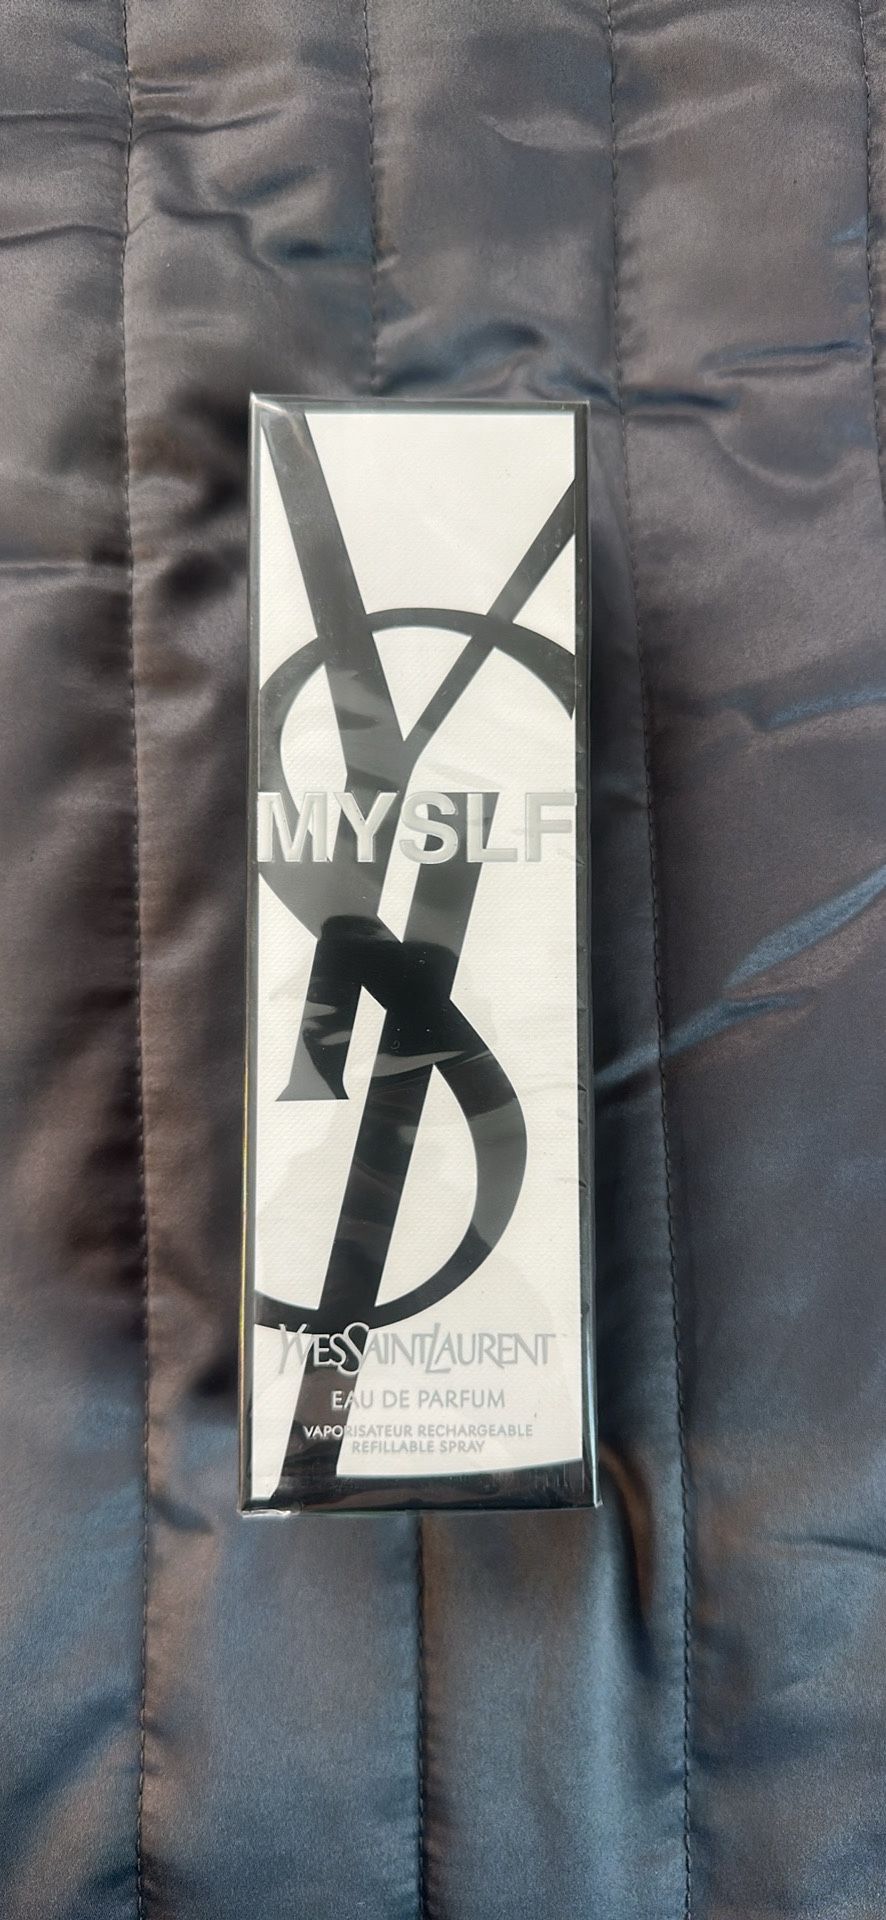 MYSLF
YVESSAINTLAURENT
EAU DE PARFUM
VAPORISATEUR RECHARGEABLE
REFILLABLE SPRAY